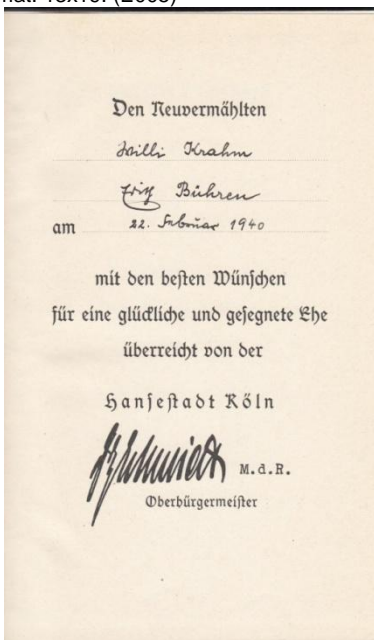 Den Neuvermählten
Willi Krahm
Bühren
am 22. Februar 1940
mit den besten Wünschen
für eine glückliche und gesegnete Ehe
überreicht von der
Hansestadt Köln
Schmidt M.d.R.
Oberbürgermeister